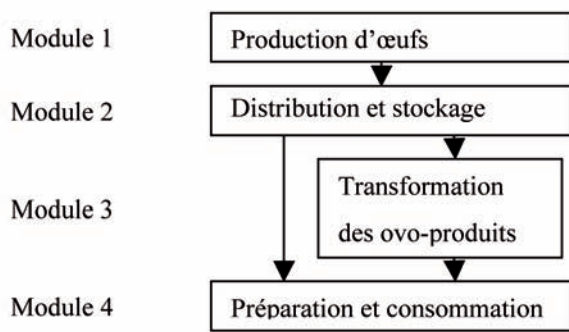 Module 1
Production d'œufs
Module 2
Distribution et stockage
Module 3
Transformation
des ovo-produits
Module 4
Préparation et consommation